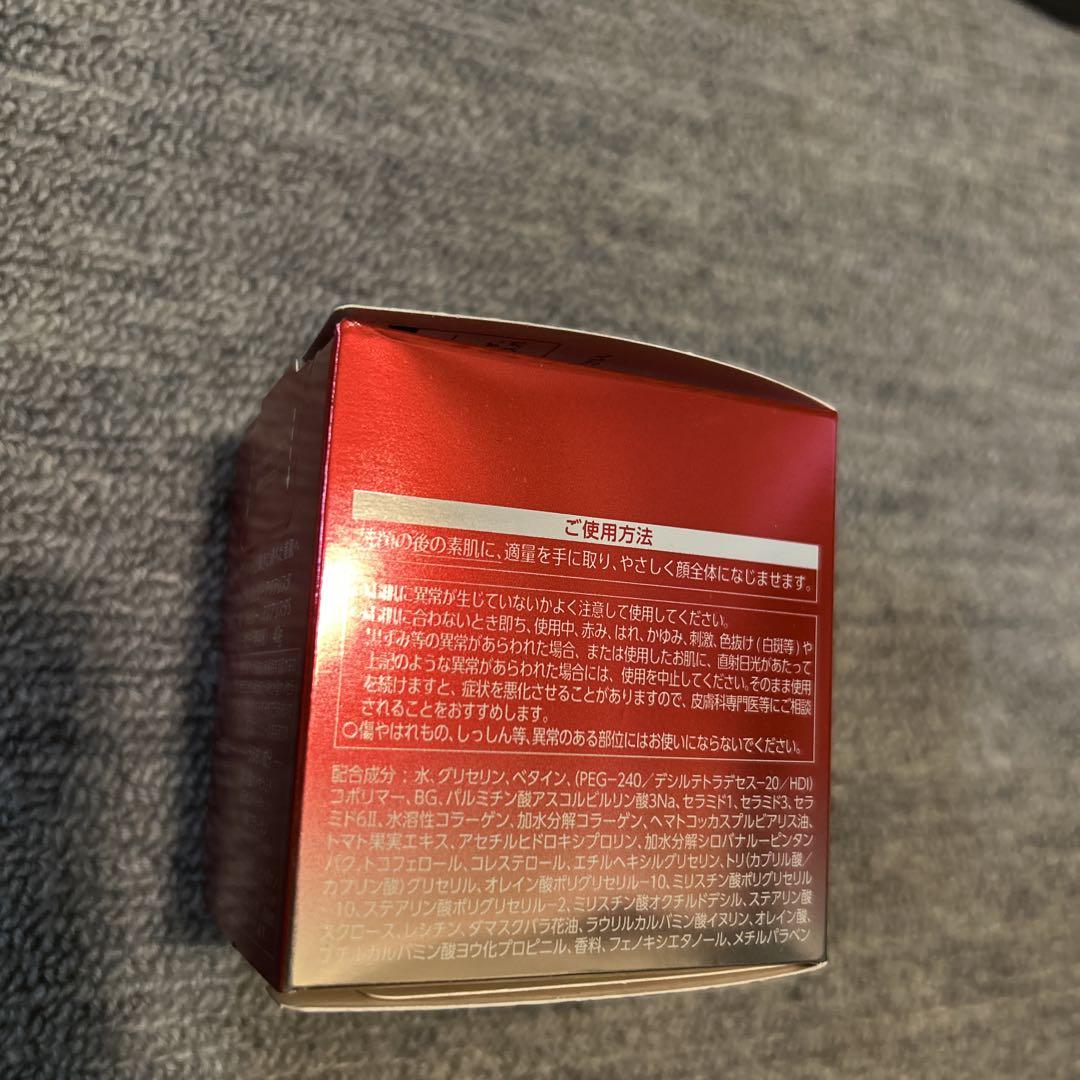 ご使用方法
の後の素肌に、適量を手に取り、やさしく顔全体になじませます。
お肌に異常が生じていないかよく注意して使用してください。
お肌に合わないとき即ち、使用中、赤み、はれ、かゆみ、刺激、色抜け(白斑等)や
黒ずみ等の異常があらわれた場合、または使用したお肌に、直射日光があたって
上記のような異常があらわれた場合には、使用を中止してください。そのまま使用
を続けますと、症状を悪化させることがありますので、皮膚科専門医等にご相談
されることをおすすめします。
○傷やはれもの、しっしん等、異常のある部位にはお使いにならないでください。
配合成分:水、グリセリン、ベタイン、(PEG-240/デシルテトラデセス-20/HDI)
コポリマー、BG、パルミチン酸アスコルビルリン酸3Na、セラミド1、セラミド3、セラ
ミド6Ⅱ、水溶性コラーゲン、加水分解コラーゲン、ヘマトコッカスプルビアリス油、
トマト果実エキス、アセチルヒドロキシプロリン、加水分解シロバナルーピンタン
パク、トコフェロール、コレステロール、エチルヘキシルグリセリン、トリ(カプリル酸/
カプリン酸)グリセリル、オレイン酸ポリグリセリル-10、ミリスチン酸ポリグリセリル
-10、ステアリン酸ポリグリセリル-2、ミリスチン酸オクチルドデシル、ステアリン酸
スクロース、レシチン、ダマスクバラ花油、ラウリルカルバミン酸イヌリン、オレイン酸、
ブチルカルバミン酸ヨウ化プロピニル、香料、フェノキシエタノール、メチルパラベン